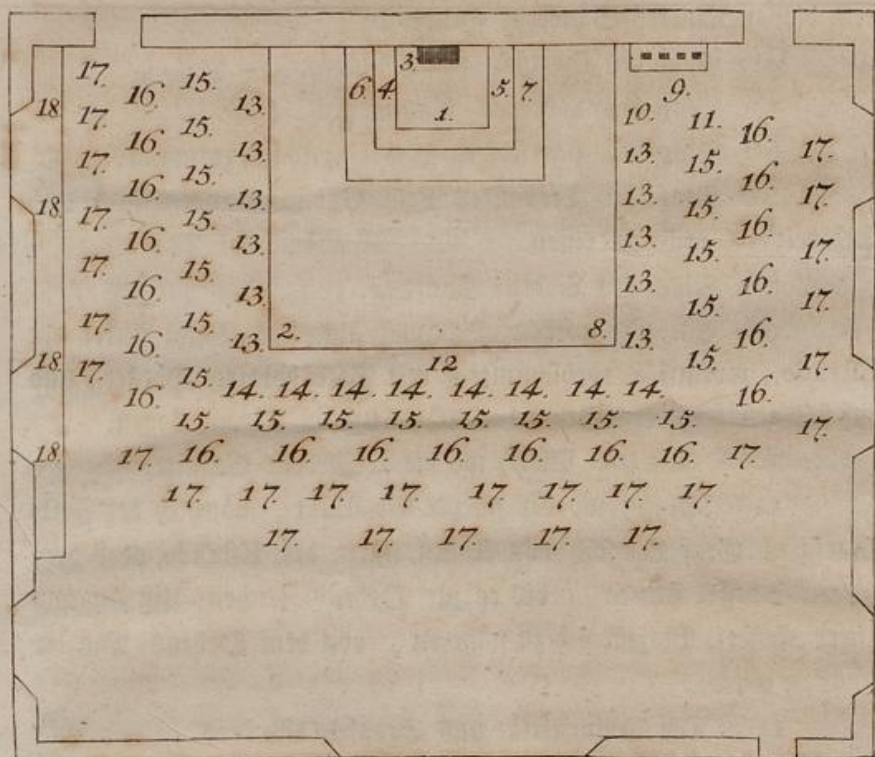 17. 16. 15. 6. 4. 3. 5. 7. 9.
18. 17. 16. 15. 13. 1. 10. 11. 16. 17.
17. 16. 15. 13. 13. 15. 16. 17.
18. 17. 16. 15. 13. 13. 15. 16. 17.
17. 16. 15. 13. 13. 15. 16. 17.
17. 16. 15. 13. 13. 15. 16. 17.
18. 17. 16. 15. 13. 2. 8. 13. 15. 16. 17.
12
14. 14. 14. 14. 14. 14. 14. 14.
15. 15. 15. 15. 15. 15. 15. 15. 17.
18. 17. 16. 16. 16. 16. 16. 16. 16. 17.
17. 17. 17. 17. 17. 17. 17. 17.
17. 17. 17. 17. 17.